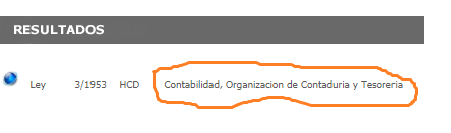 RESULTADOS
Ley 3/1953 HCD Contabilidad, Organizacion de Contaduria y Tesoreria